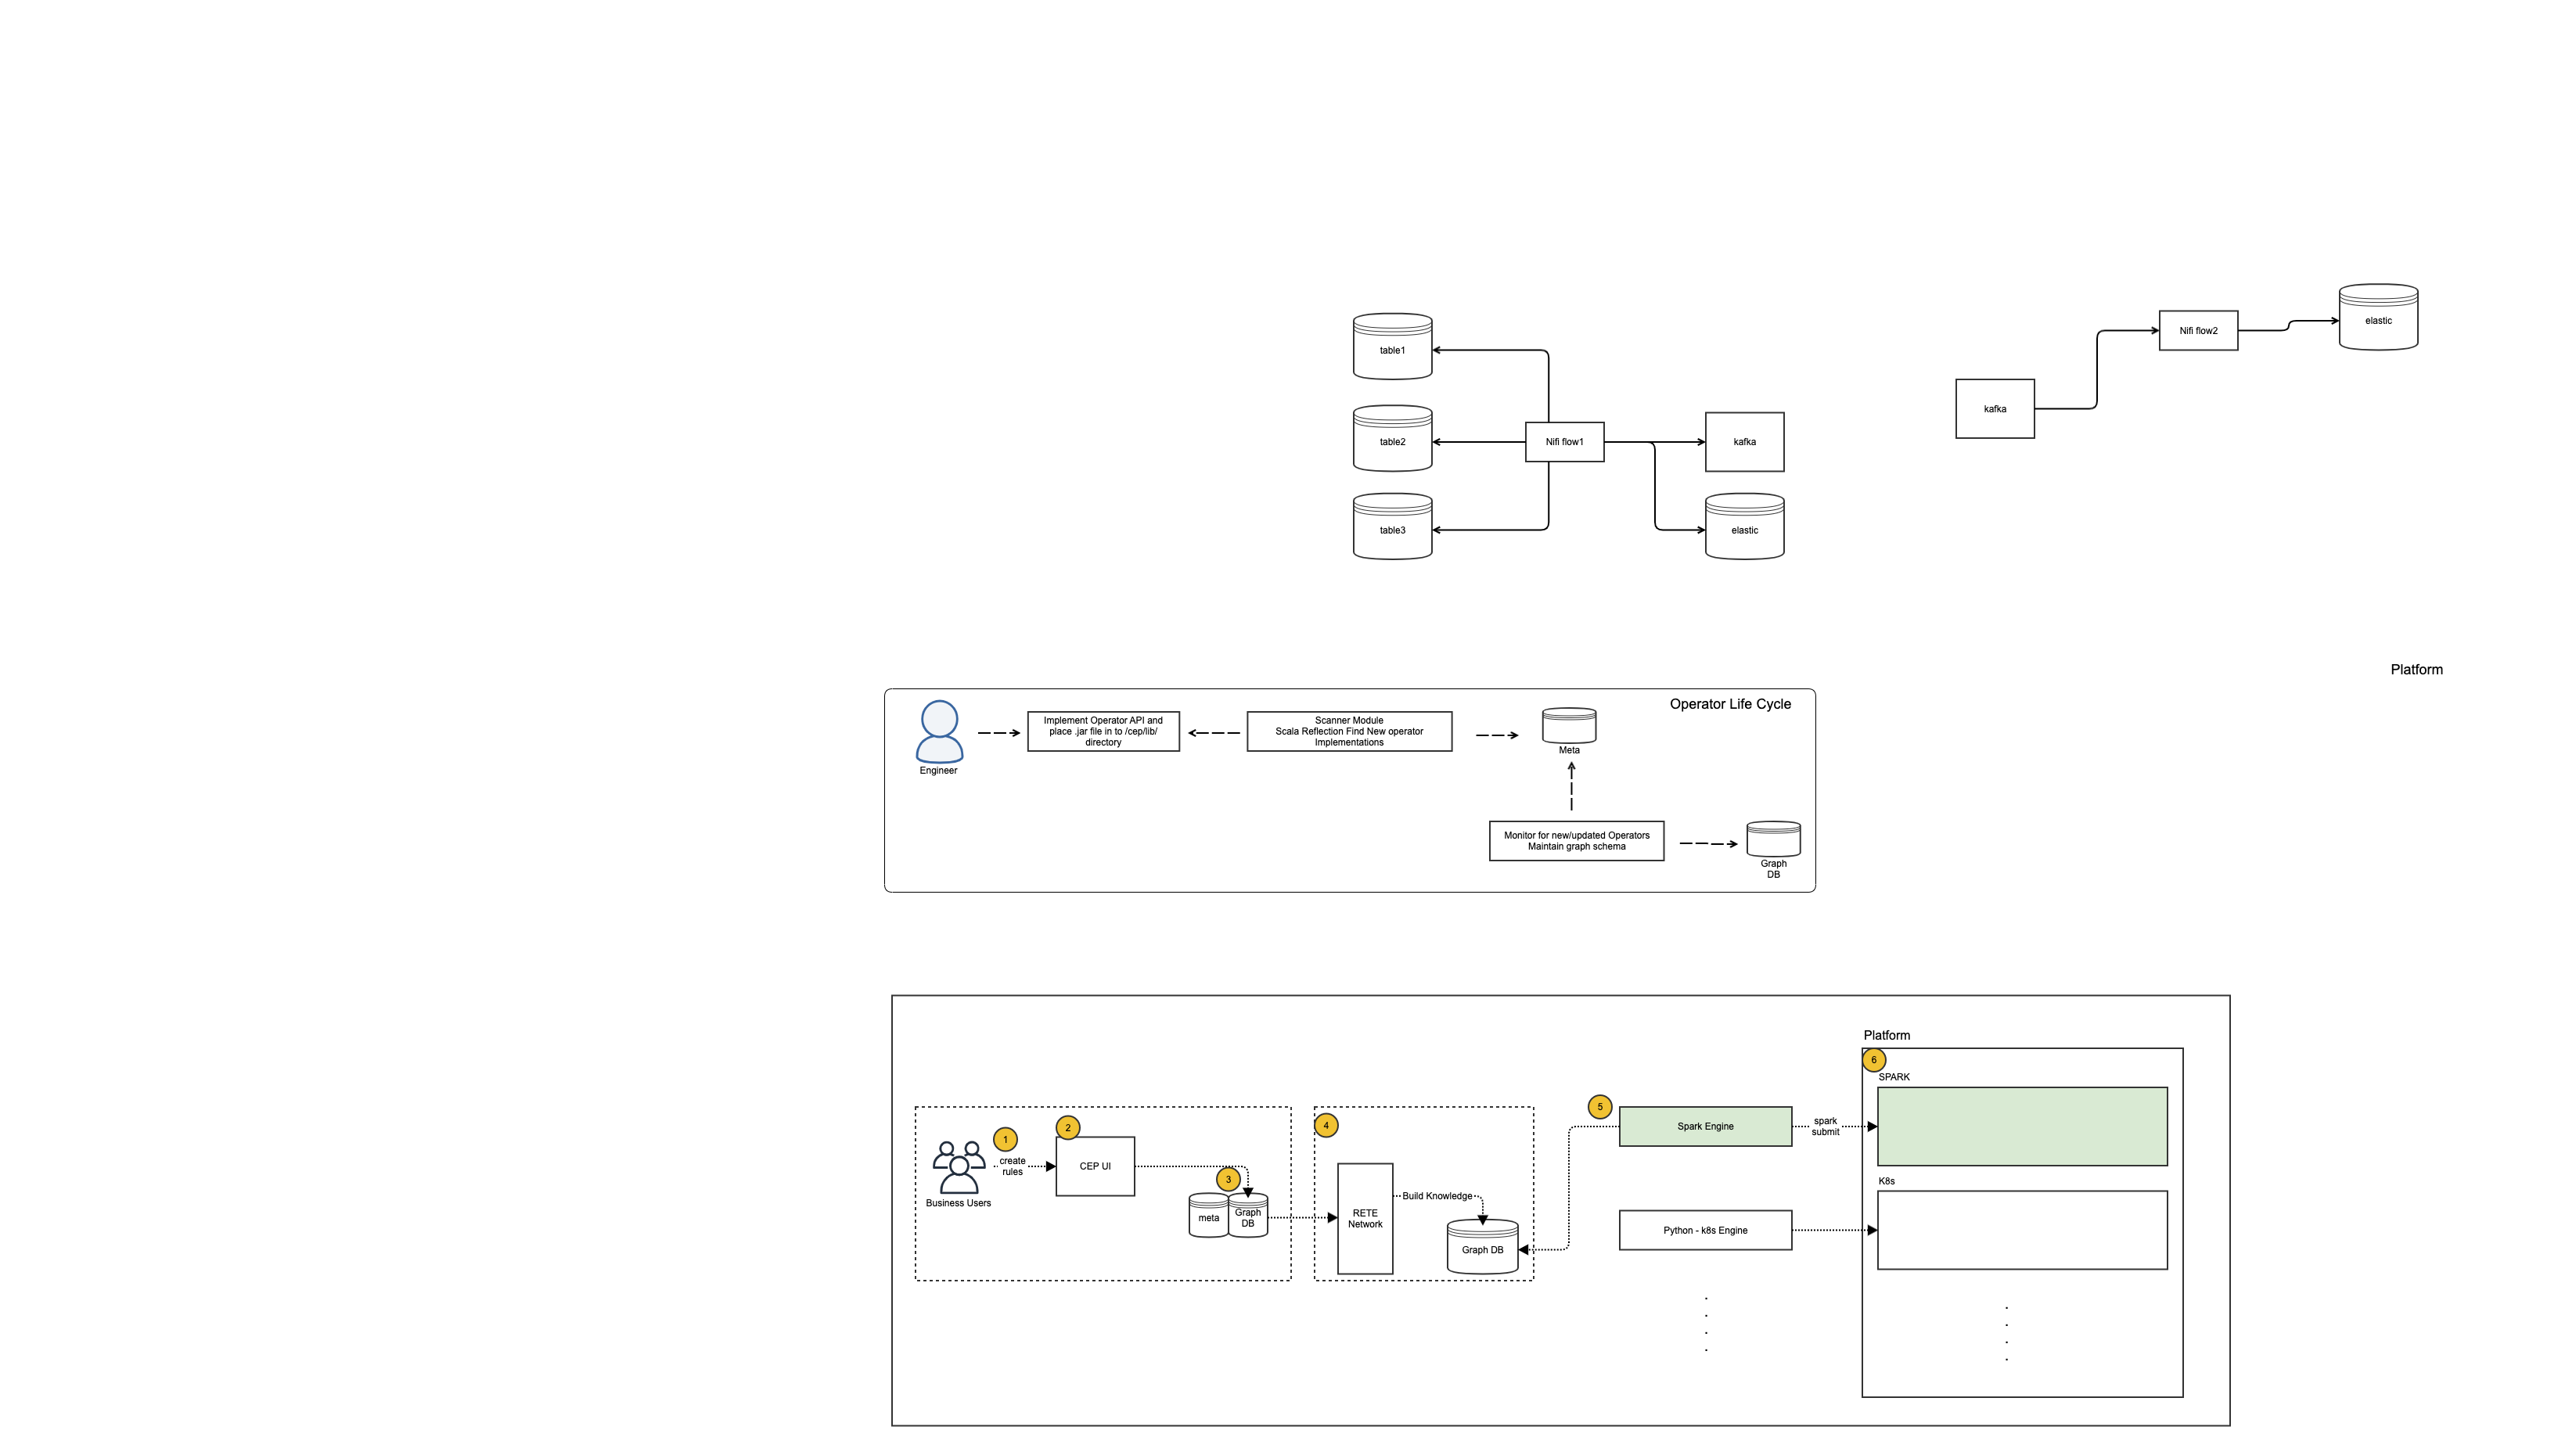 elastic
Nifi flow2
table1
kafka
table2
Nifi flow1
kafka
table3
elastic
Platform
Operator Life Cycle
Implement Operator API and
place .jar file in to /cep/lib/
directory
Scanner Module
Scala Reflection Find New operator
Implementations
Meta
Engineer
Monitor for new/updated Operators
Maintain graph schema
Graph
DB
Platform
6
SPARK
5
Spark Engine
spark
submit
4
2
1
create
rules
CEP UI
3
Business Users
meta
Graph
DB
RETE
Network
Build Knowledge
Graph DB
K8s
Python - k8s Engine